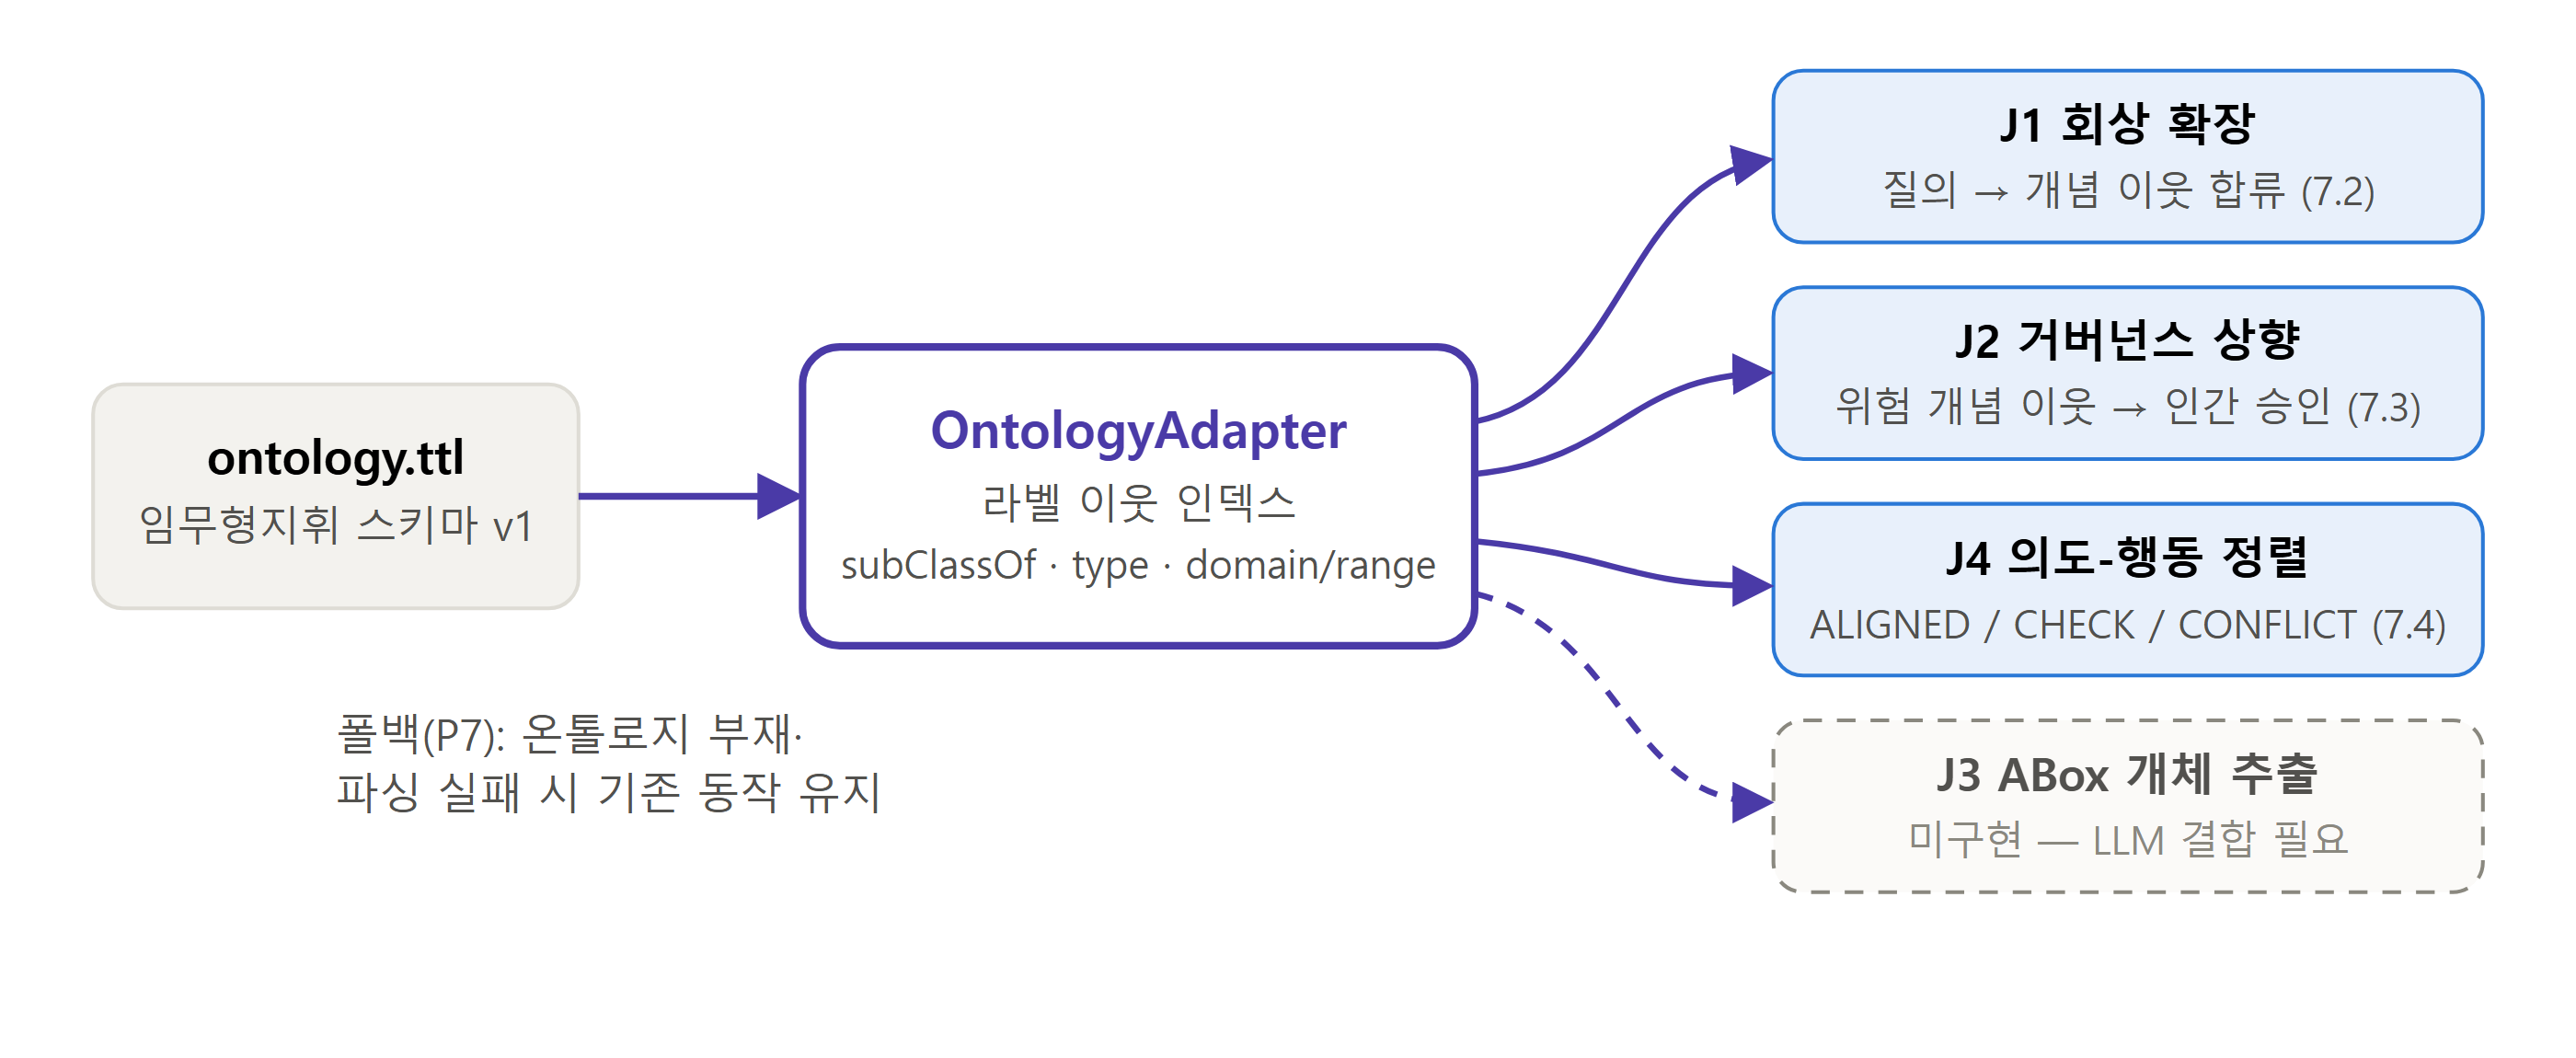 ontology.ttl
임무형지휘 스키마 v1
OntologyAdapter
라벨 이웃 인덱스
subClassOf · type · domain/range
폴백(P7): 온톨로지 부재·
파싱 실패 시 기존 동작 유지
J1 회상 확장
질의 → 개념 이웃 합류 (7.2)
J2 거버넌스 상향
위험 개념 이웃 → 인간 승인 (7.3)
J4 의도-행동 정렬
ALIGNED / CHECK / CONFLICT (7.4)
J3 ABox 개체 추출
미구현 — LLM 결합 필요